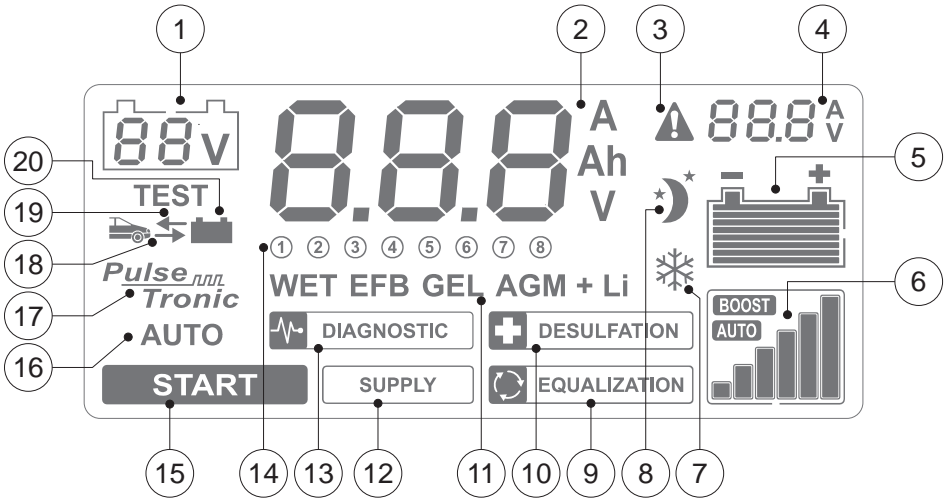 1 2 3 4
8.8.8 A Ah V
88 V
88.8 A V
5
20
TEST
- +
19
18
① ② ③ ④ ⑤ ⑥ ⑦ ⑧
Pulse
Tronic
WET EFB GEL AGM + Li
6
17
BOOST
AUTO
AUTO
DIAGNOSTIC
DESULFATION
16
START
SUPPLY
EQUALIZATION
15 14 13 12 11 10 9 8 7